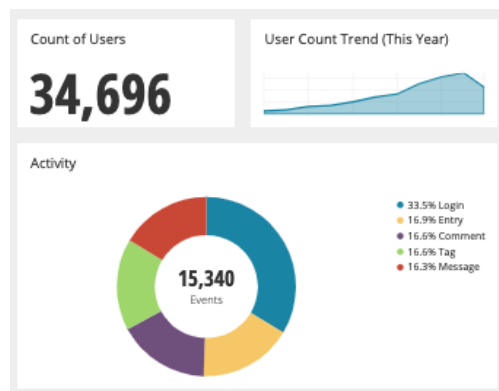 Count of Users
34,696
User Count Trend (This Year)
Activity
15,340
Events
33.5% Login
16.9% Entry
16.6% Comment
16.6% Tag
16.3% Message